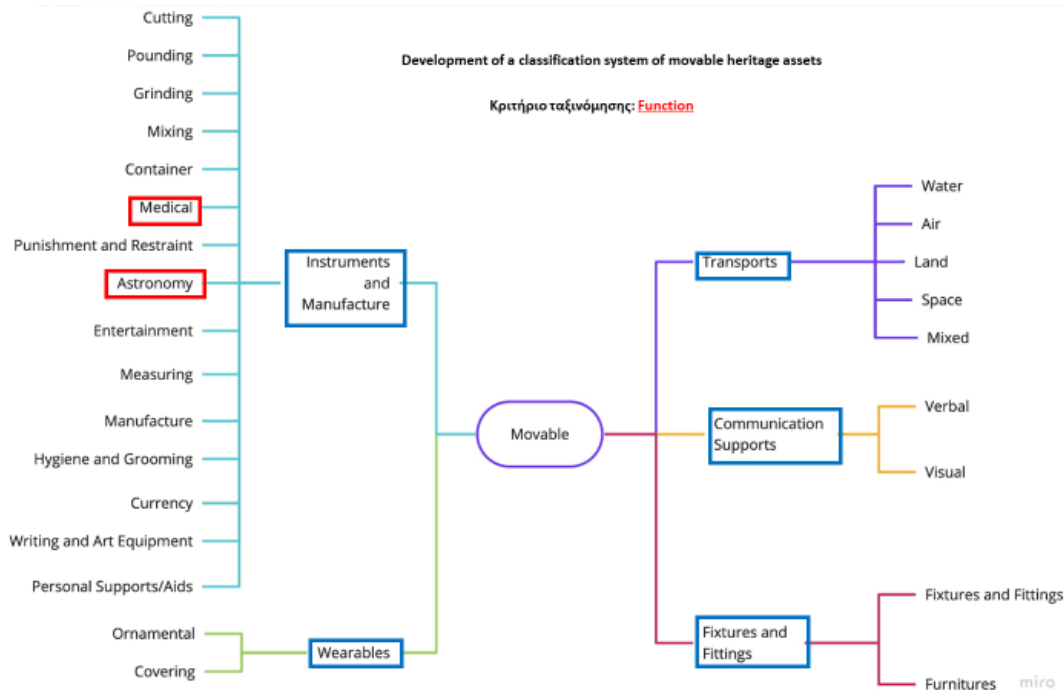 Development of a classification system of movable heritage assets
Κριτήριο ταξινόμησης: Function
Cutting
Pounding
Grinding
Mixing
Container
Medical
Punishment and Restraint
Astronomy
Entertainment
Measuring
Manufacture
Hygiene and Grooming
Currency
Writing and Art Equipment
Personal Supports/Aids
Instruments
and
Manufacture
Ornamental
Covering
Wearables
Movable
Transports
Water
Air
Land
Space
Mixed
Communication
Supports
Verbal
Visual
Fixtures and
Fittings
Fixtures and Fittings
Furnitures
miro